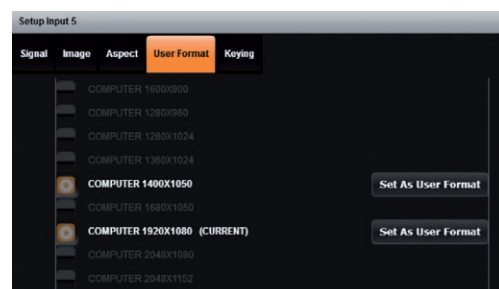 Setup Input 5
Signal Image Aspect User Format Keying
COMPUTER 1600X900
COMPUTER 1280X960
COMPUTER 1280X1024
COMPUTER 1360X1024
COMPUTER 1400X1050 Set As User Format
COMPUTER 1680X1050
COMPUTER 1920X1080 (CURRENT) Set As User Format
COMPUTER 2048X1080
COMPUTER 2048X1152